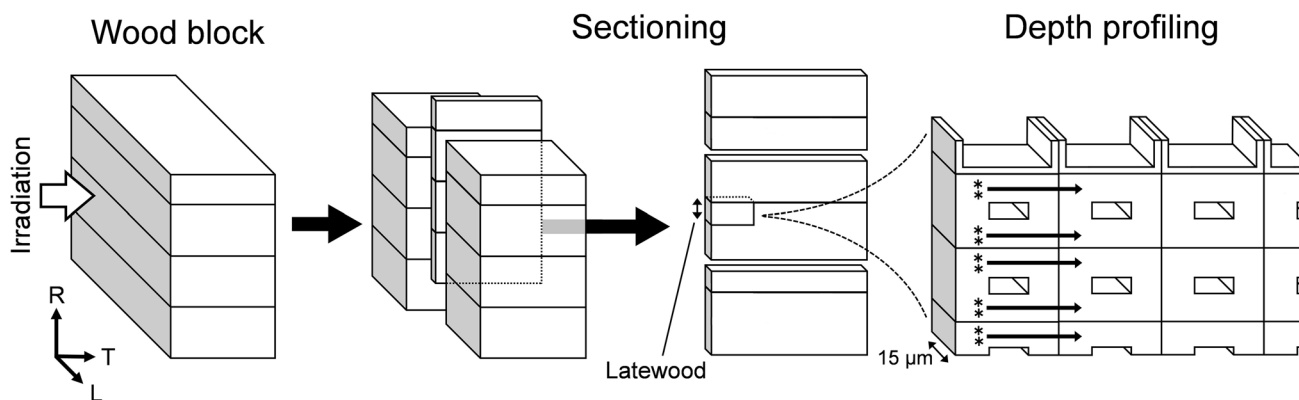 Wood block
Sectioning
Depth profiling
Irradiation
R
T
L
Latewood
**
**
**
**
**
15 µm